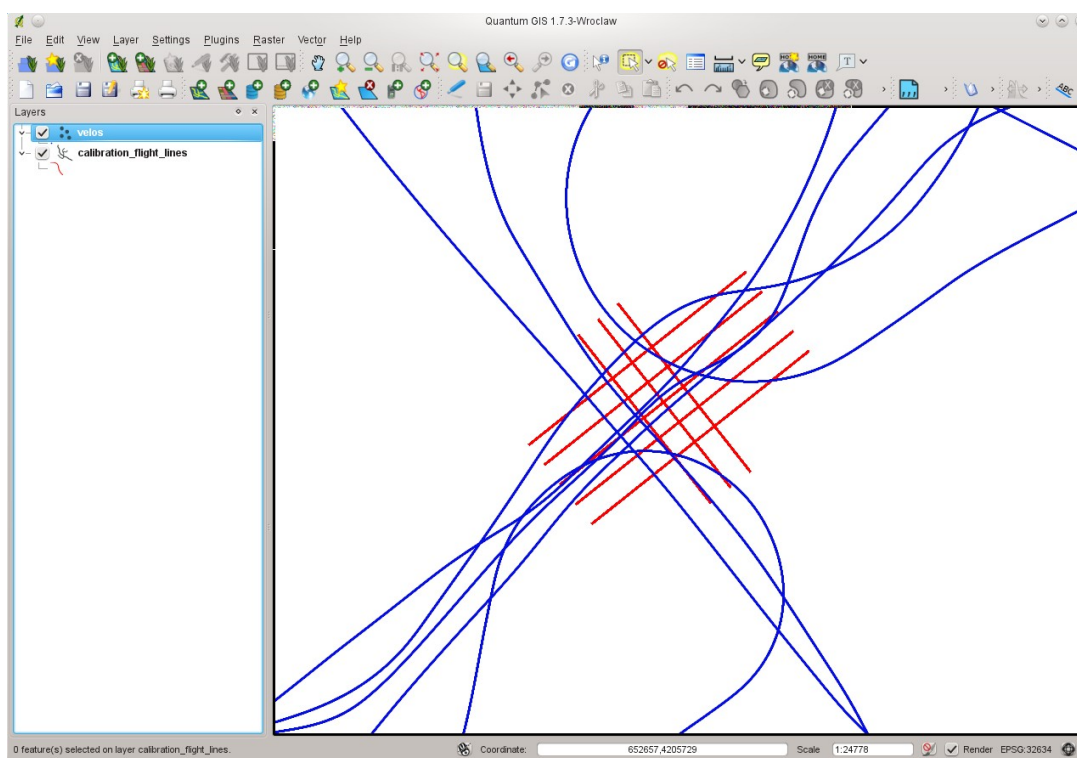 Quantum GIS 1.7.3-Wroclaw
File Edit View Layer Settings Plugins Raster Vector Help
Layers
velos
calibration_flight_lines
0 feature(s) selected on layer calibration_flight_lines.
Coordinate: 652657,4205729 Scale 1:24778 Render EPSG:32634